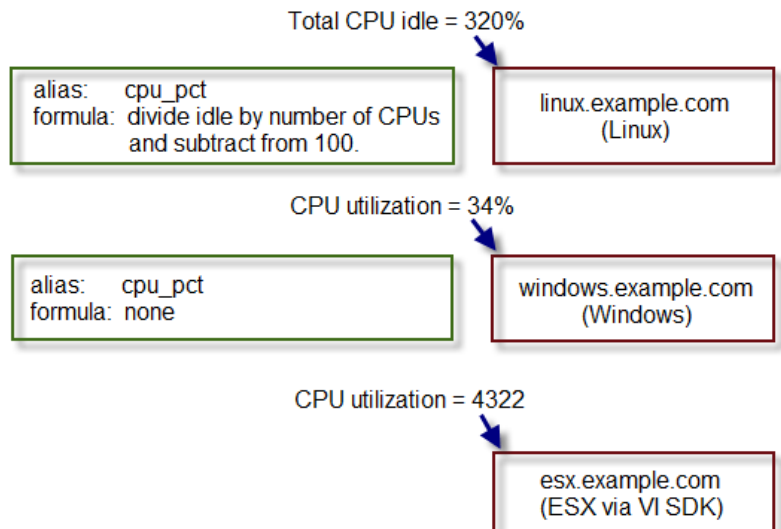 Total CPU idle = 320%
alias: cpu_pct
formula: divide idle by number of CPUs
and subtract from 100.
linux.example.com
(Linux)
CPU utilization = 34%
alias: cpu_pct
formula: none
windows.example.com
(Windows)
CPU utilization = 4322
esx.example.com
(ESX via VI SDK)